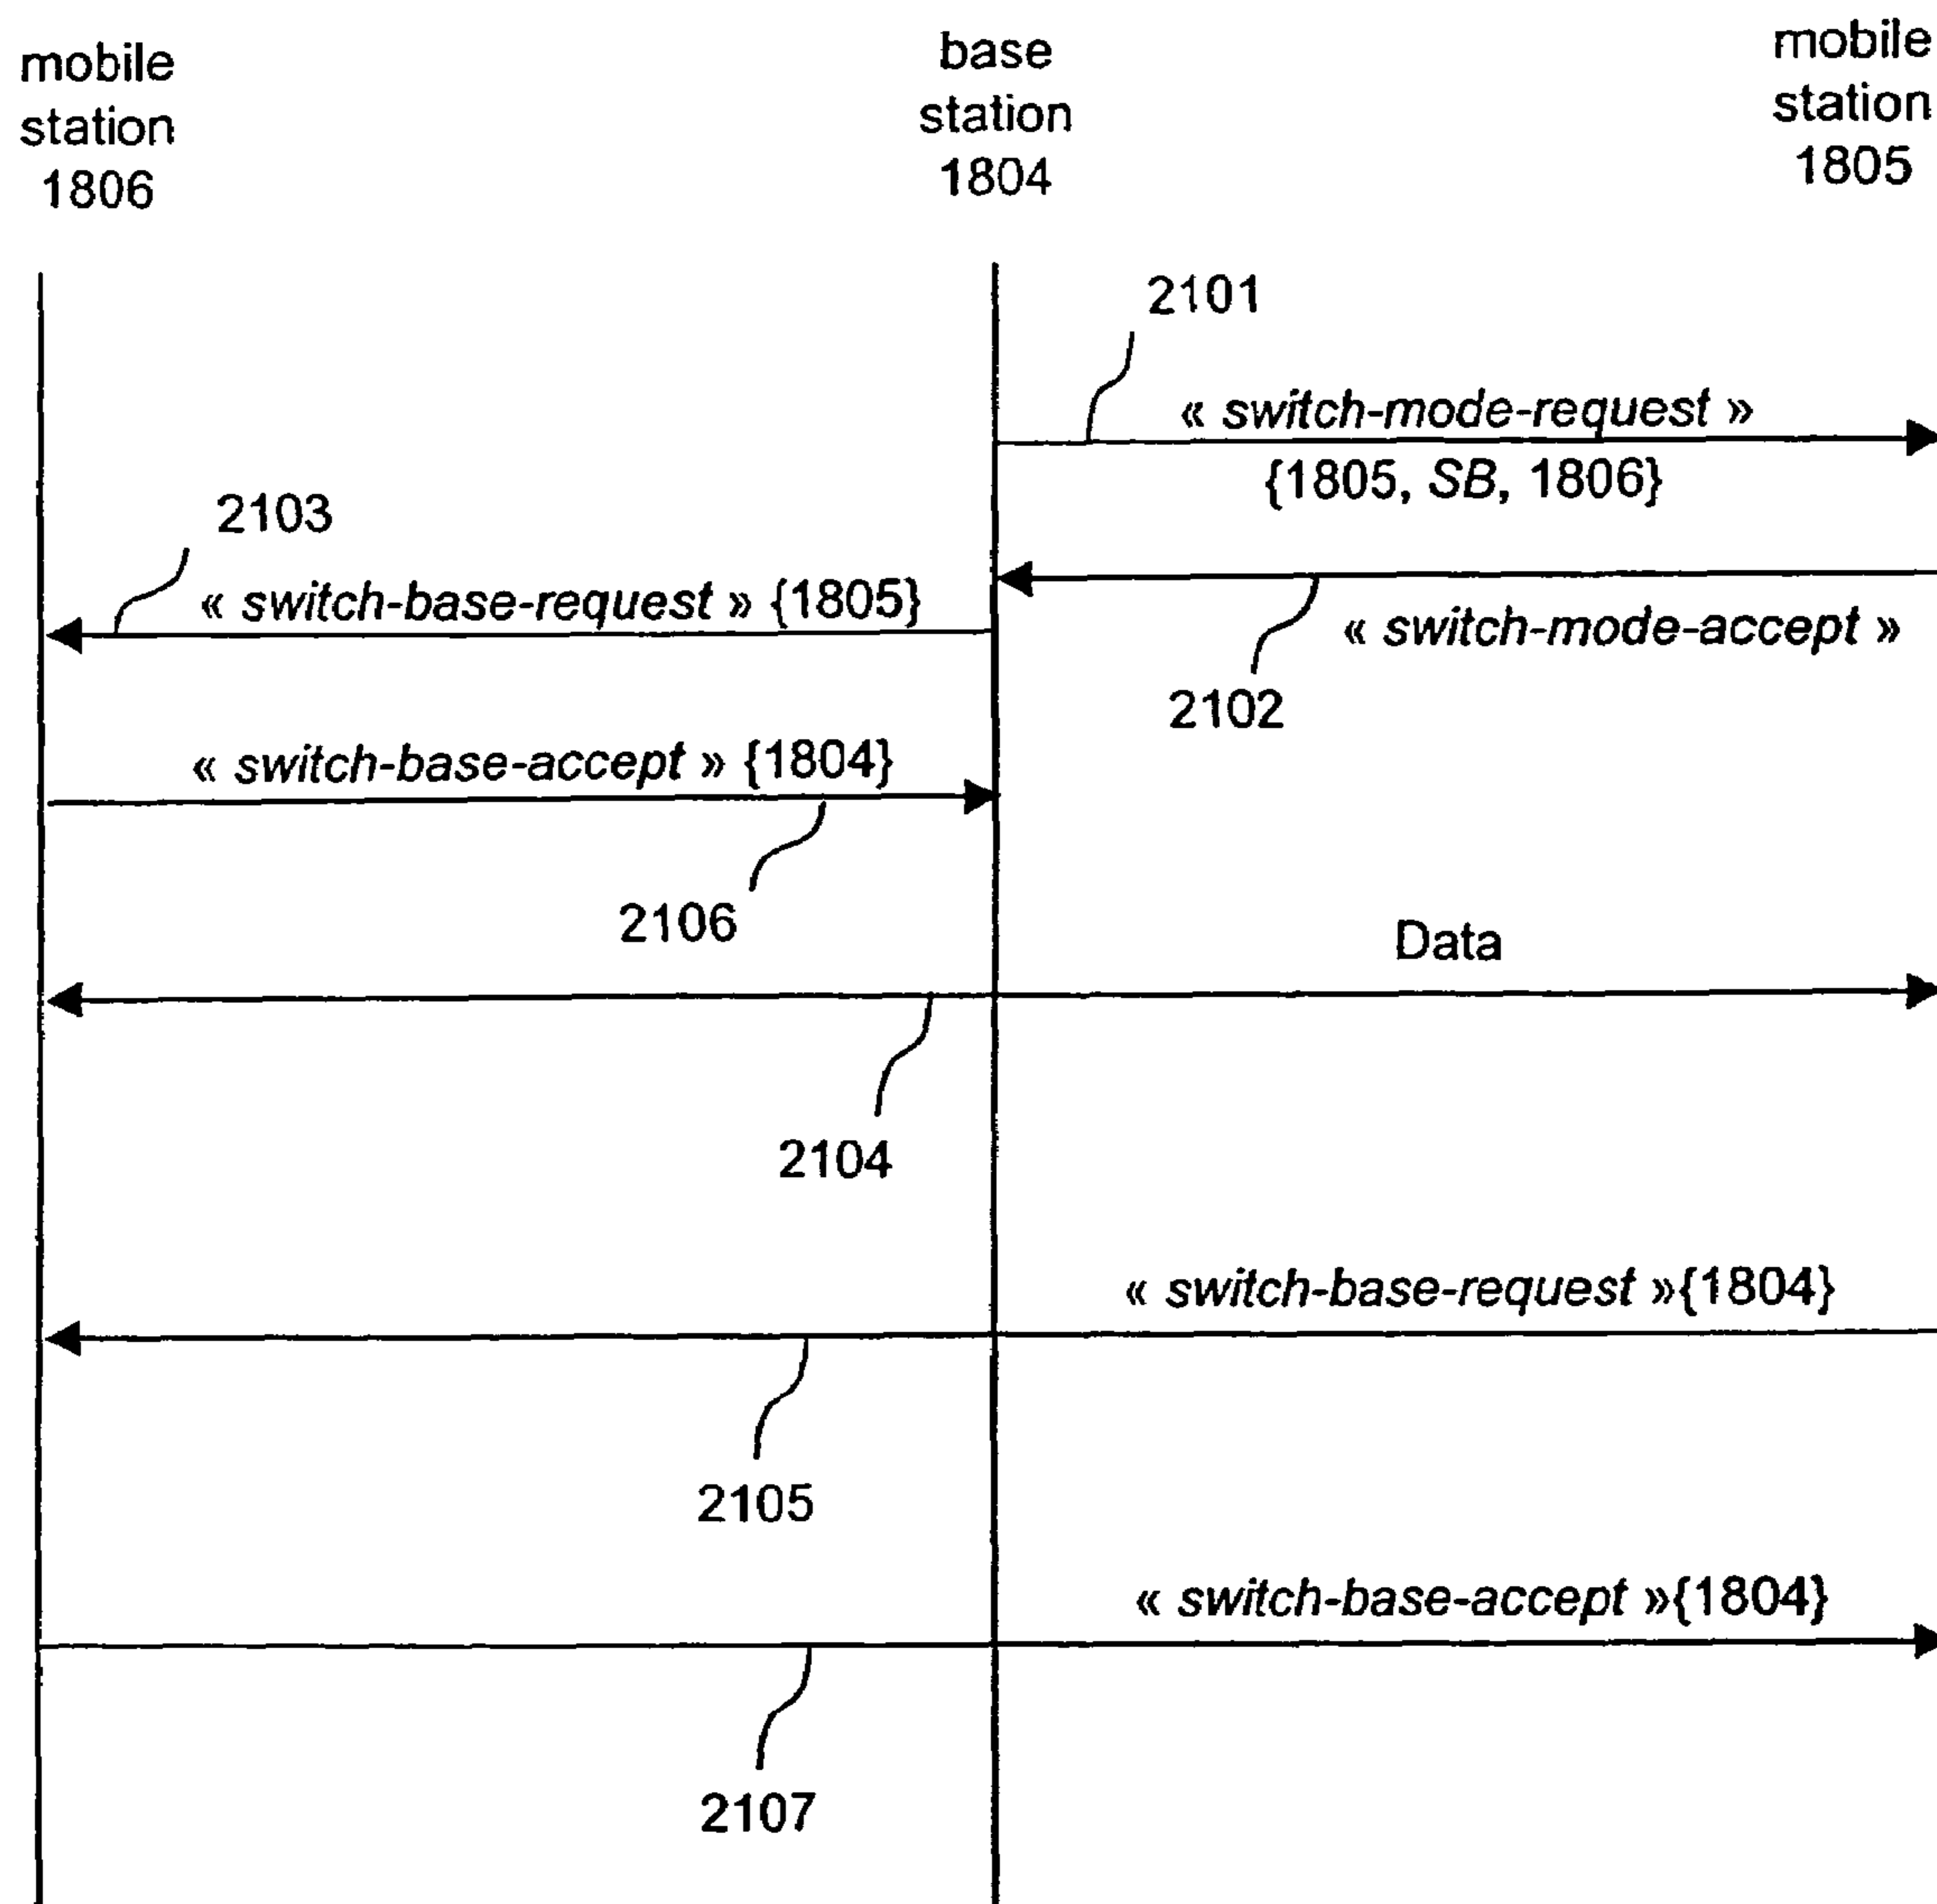 mobile
station
1806
base
station
1804
mobile
station
1805
2101
« switch-mode-request »
{1805, SB, 1806}
2103
« switch-base-request » {1805}
« switch-mode-accept »
2102
« switch-base-accept » {1804}
2106
Data
2104
« switch-base-request »{1804}
2105
« switch-base-accept »{1804}
2107